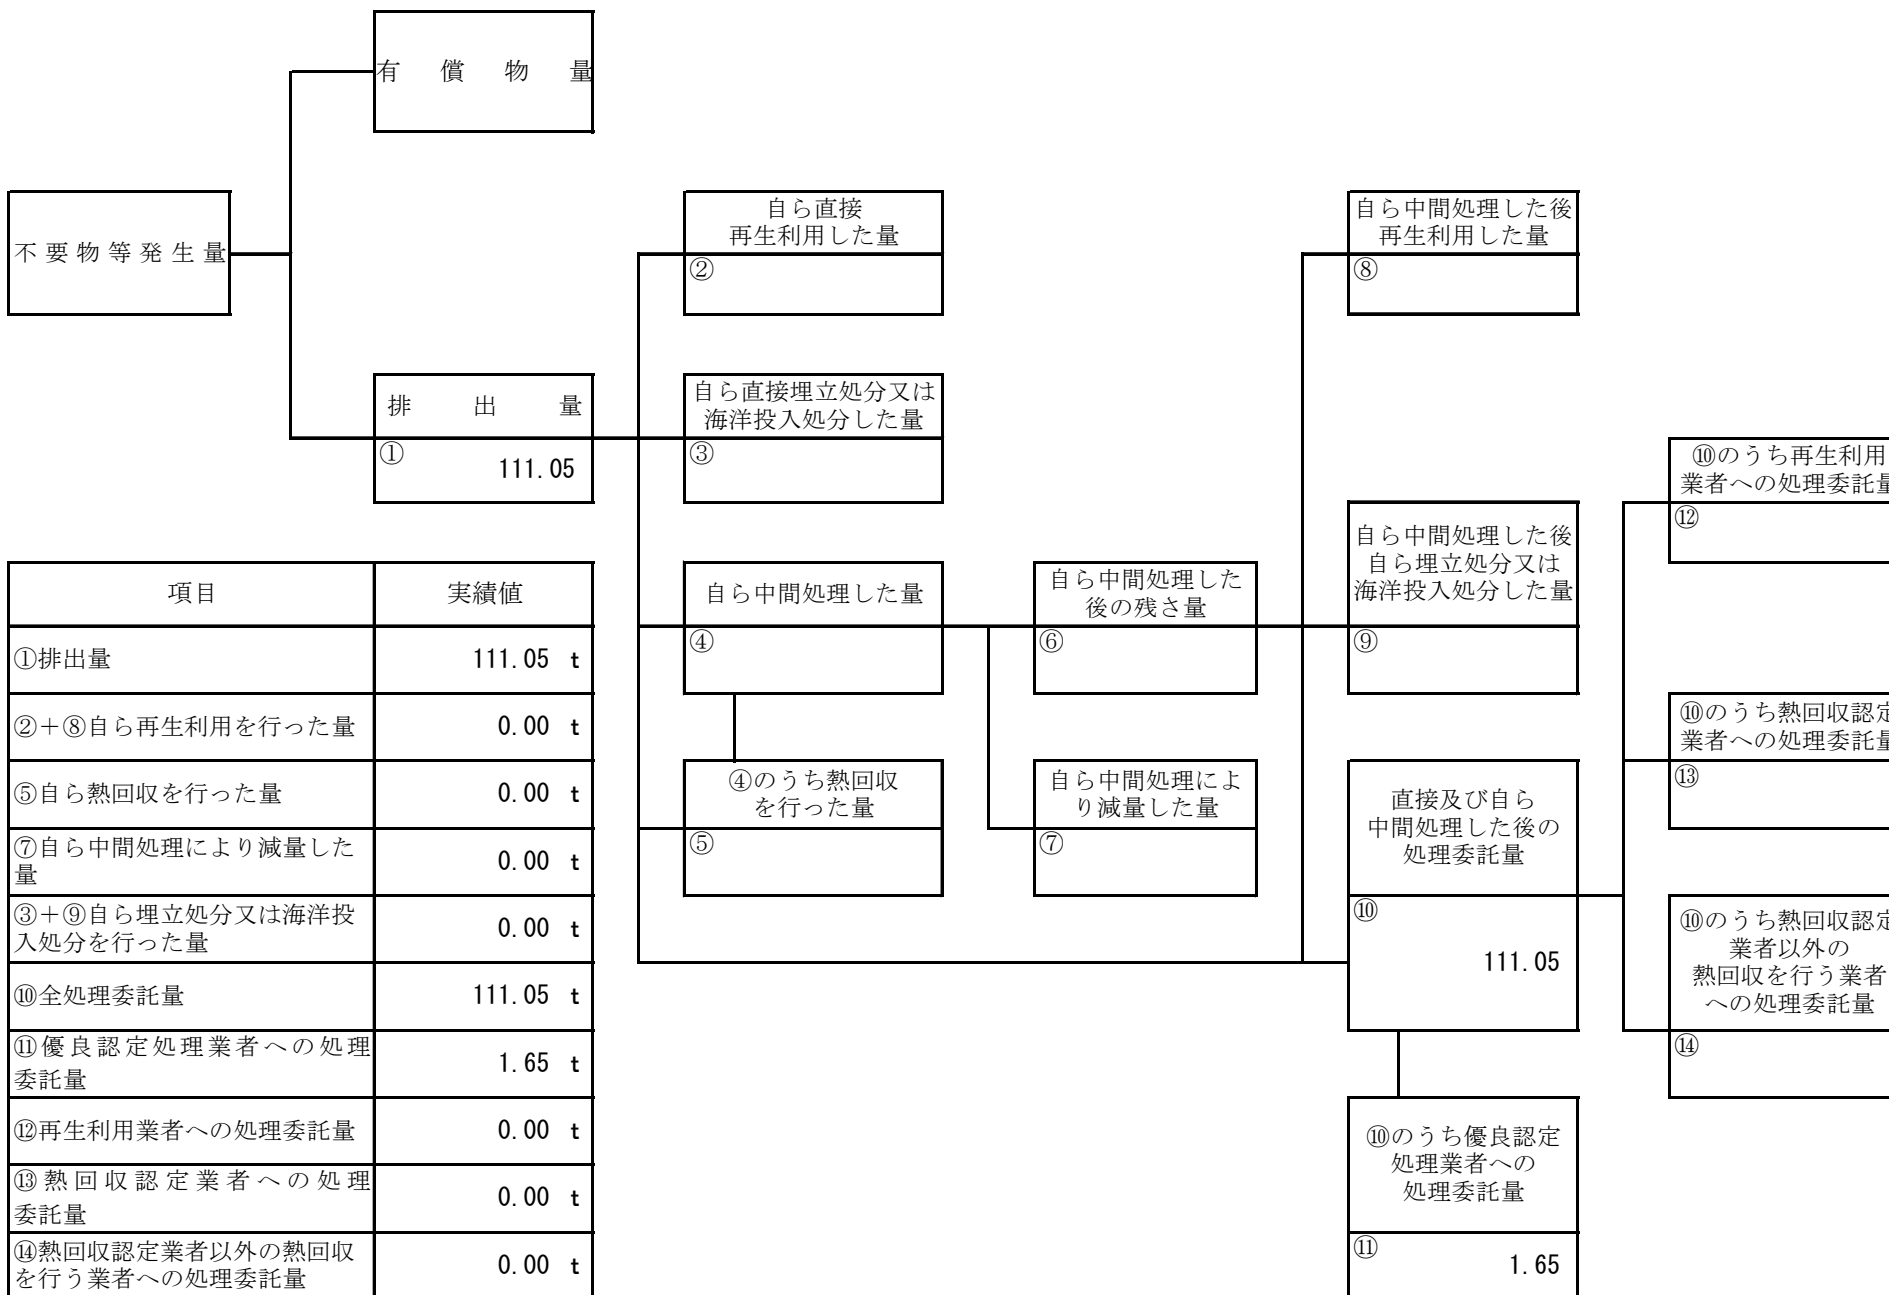 有償物量
不要物等発生量
排出量
①
111.05
自ら直接
再生利用した量
②
自ら直接埋立処分又は
海洋投入処分した量
③
自ら中間処理した量
④
④のうち熱回収
を行った量
⑤
自ら中間処理した
後の残さ量
⑥
自ら中間処理によ
り減量した量
⑦
自ら中間処理した後
再生利用した量
⑧
自ら中間処理した後
自ら埋立処分又は
海洋投入処分した量
⑨
直接及び自ら
中間処理した後の
処理委託量
⑩
111.05
⑩のうち優良認定
処理業者への
処理委託量
⑪
1.65
⑩のうち再生利用
業者への処理委託量
⑫
⑩のうち熱回収認定
業者への処理委託量
⑬
⑩のうち熱回収認定
業者以外の
熱回収を行う業者
への処理委託量
⑭
項目 実績値
①排出量 111.05 t
②+⑧自ら再生利用を行った量 0.00 t
⑤自ら熱回収を行った量 0.00 t
⑦自ら中間処理により減量した
量 0.00 t
③+⑨自ら埋立処分又は海洋投
入処分を行った量 0.00 t
⑩全処理委託量 111.05 t
⑪優良認定処理業者への処理
委託量 1.65 t
⑫再生利用業者への処理委託量 0.00 t
⑬熱回収認定業者への処理
委託量 0.00 t
⑭熱回収認定業者以外の熱回収
を行う業者への処理委託量 0.00 t